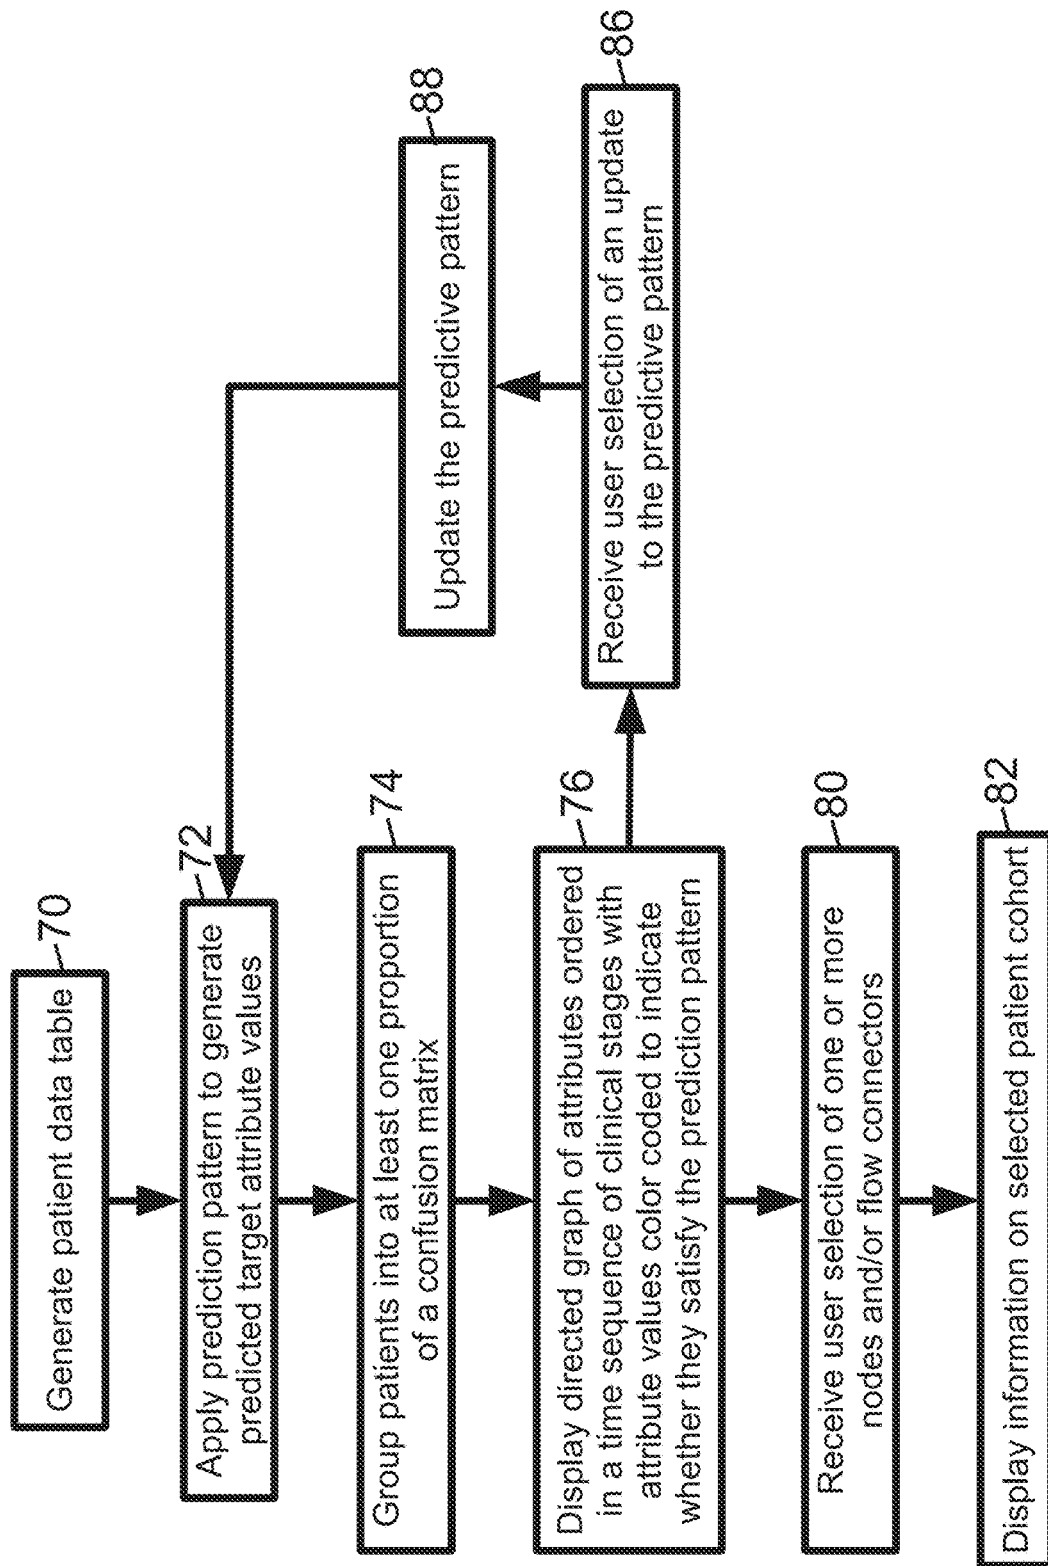 70
Generate patient data table
72
Apply prediction pattern to generate
predicted target attribute values
74
Group patients into at least one proportion
of a confusion matrix
76
Display directed graph of attributes ordered
in a time sequence of clinical stages with
attribute values color coded to indicate
whether they satisfy the prediction pattern
80
Receive user selection of one or more
nodes and/or flow connectors
82
Display information on selected patient cohort
88
Update the predictive pattern
86
Receive user selection of an update
to the predictive pattern